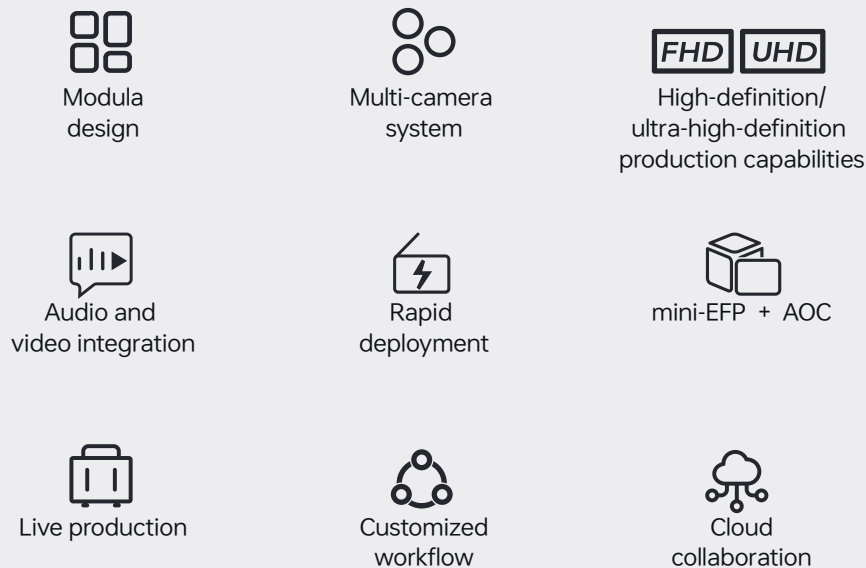 Modula
design
Multi-camera
system
FHD UHD
High-definition/
ultra-high-definition
production capabilities
Audio and
video integration
Rapid
deployment
mini-EFP + AOC
Live production
Customized
workflow
Cloud
collaboration